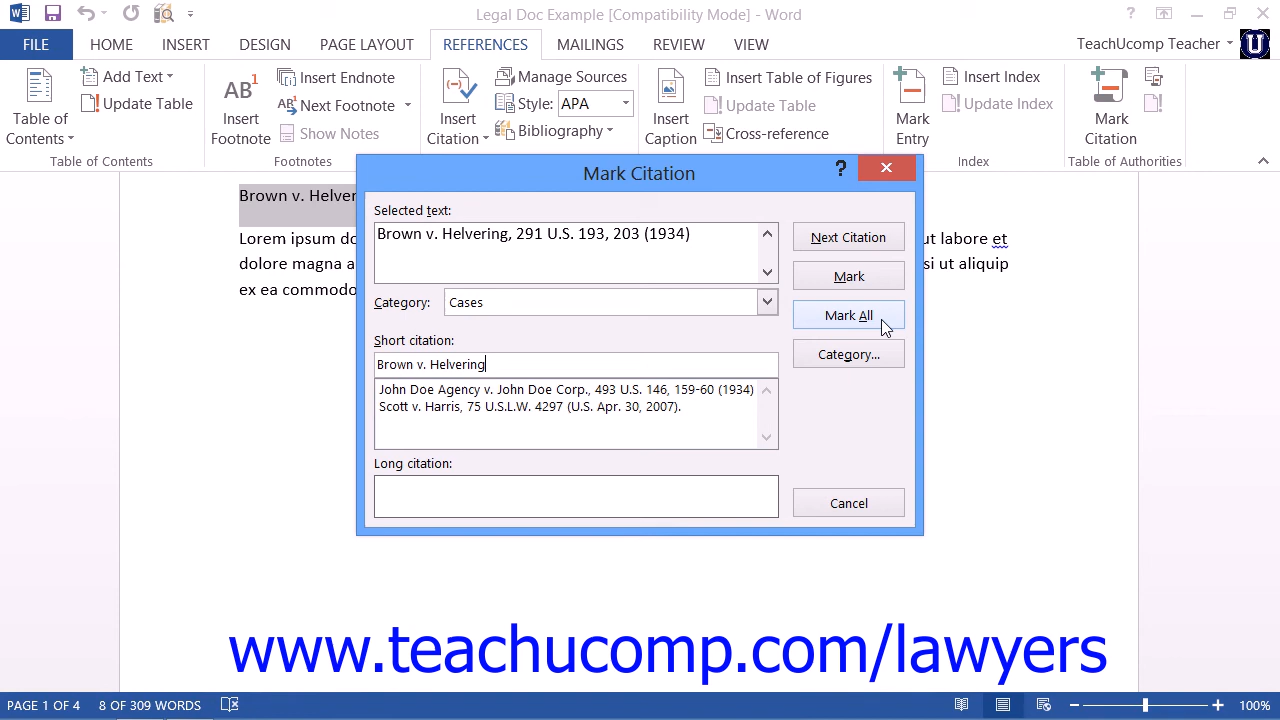 Legal Doc Example [Compatibility Mode] - Word
FILE HOME INSERT DESIGN PAGE LAYOUT REFERENCES MAILINGS REVIEW VIEW TeachUcomp Teacher
Table of Contents
Add Text
Update Table
Table of Contents
AB1
Insert Footnote
Insert Endnote
Next Footnote
Show Notes
Footnotes
Insert Citation
Manage Sources
Style: APA
Bibliography
Insert Caption
Insert Table of Figures
Update Table
Cross-reference
Mark Entry
Insert Index
Update Index
Index
Mark Citation
Table of Authorities
Brown v. Helver
Lorem ipsum do
ut labore et
dolore magna a
si ut aliquip
ex ea commodo
Mark Citation
Selected text:
Brown v. Helvering, 291 U.S. 193, 203 (1934)
Category: Cases
Short citation:
Brown v. Helvering
John Doe Agency v. John Doe Corp., 493 U.S. 146, 159-60 (1934)
Scott v. Harris, 75 U.S.L.W. 4297 (U.S. Apr. 30, 2007).
Long citation:
Next Citation
Mark
Mark All
Category...
Cancel
www.teachucomp.com/lawyers
PAGE 1 OF 4 8 OF 309 WORDS 100%